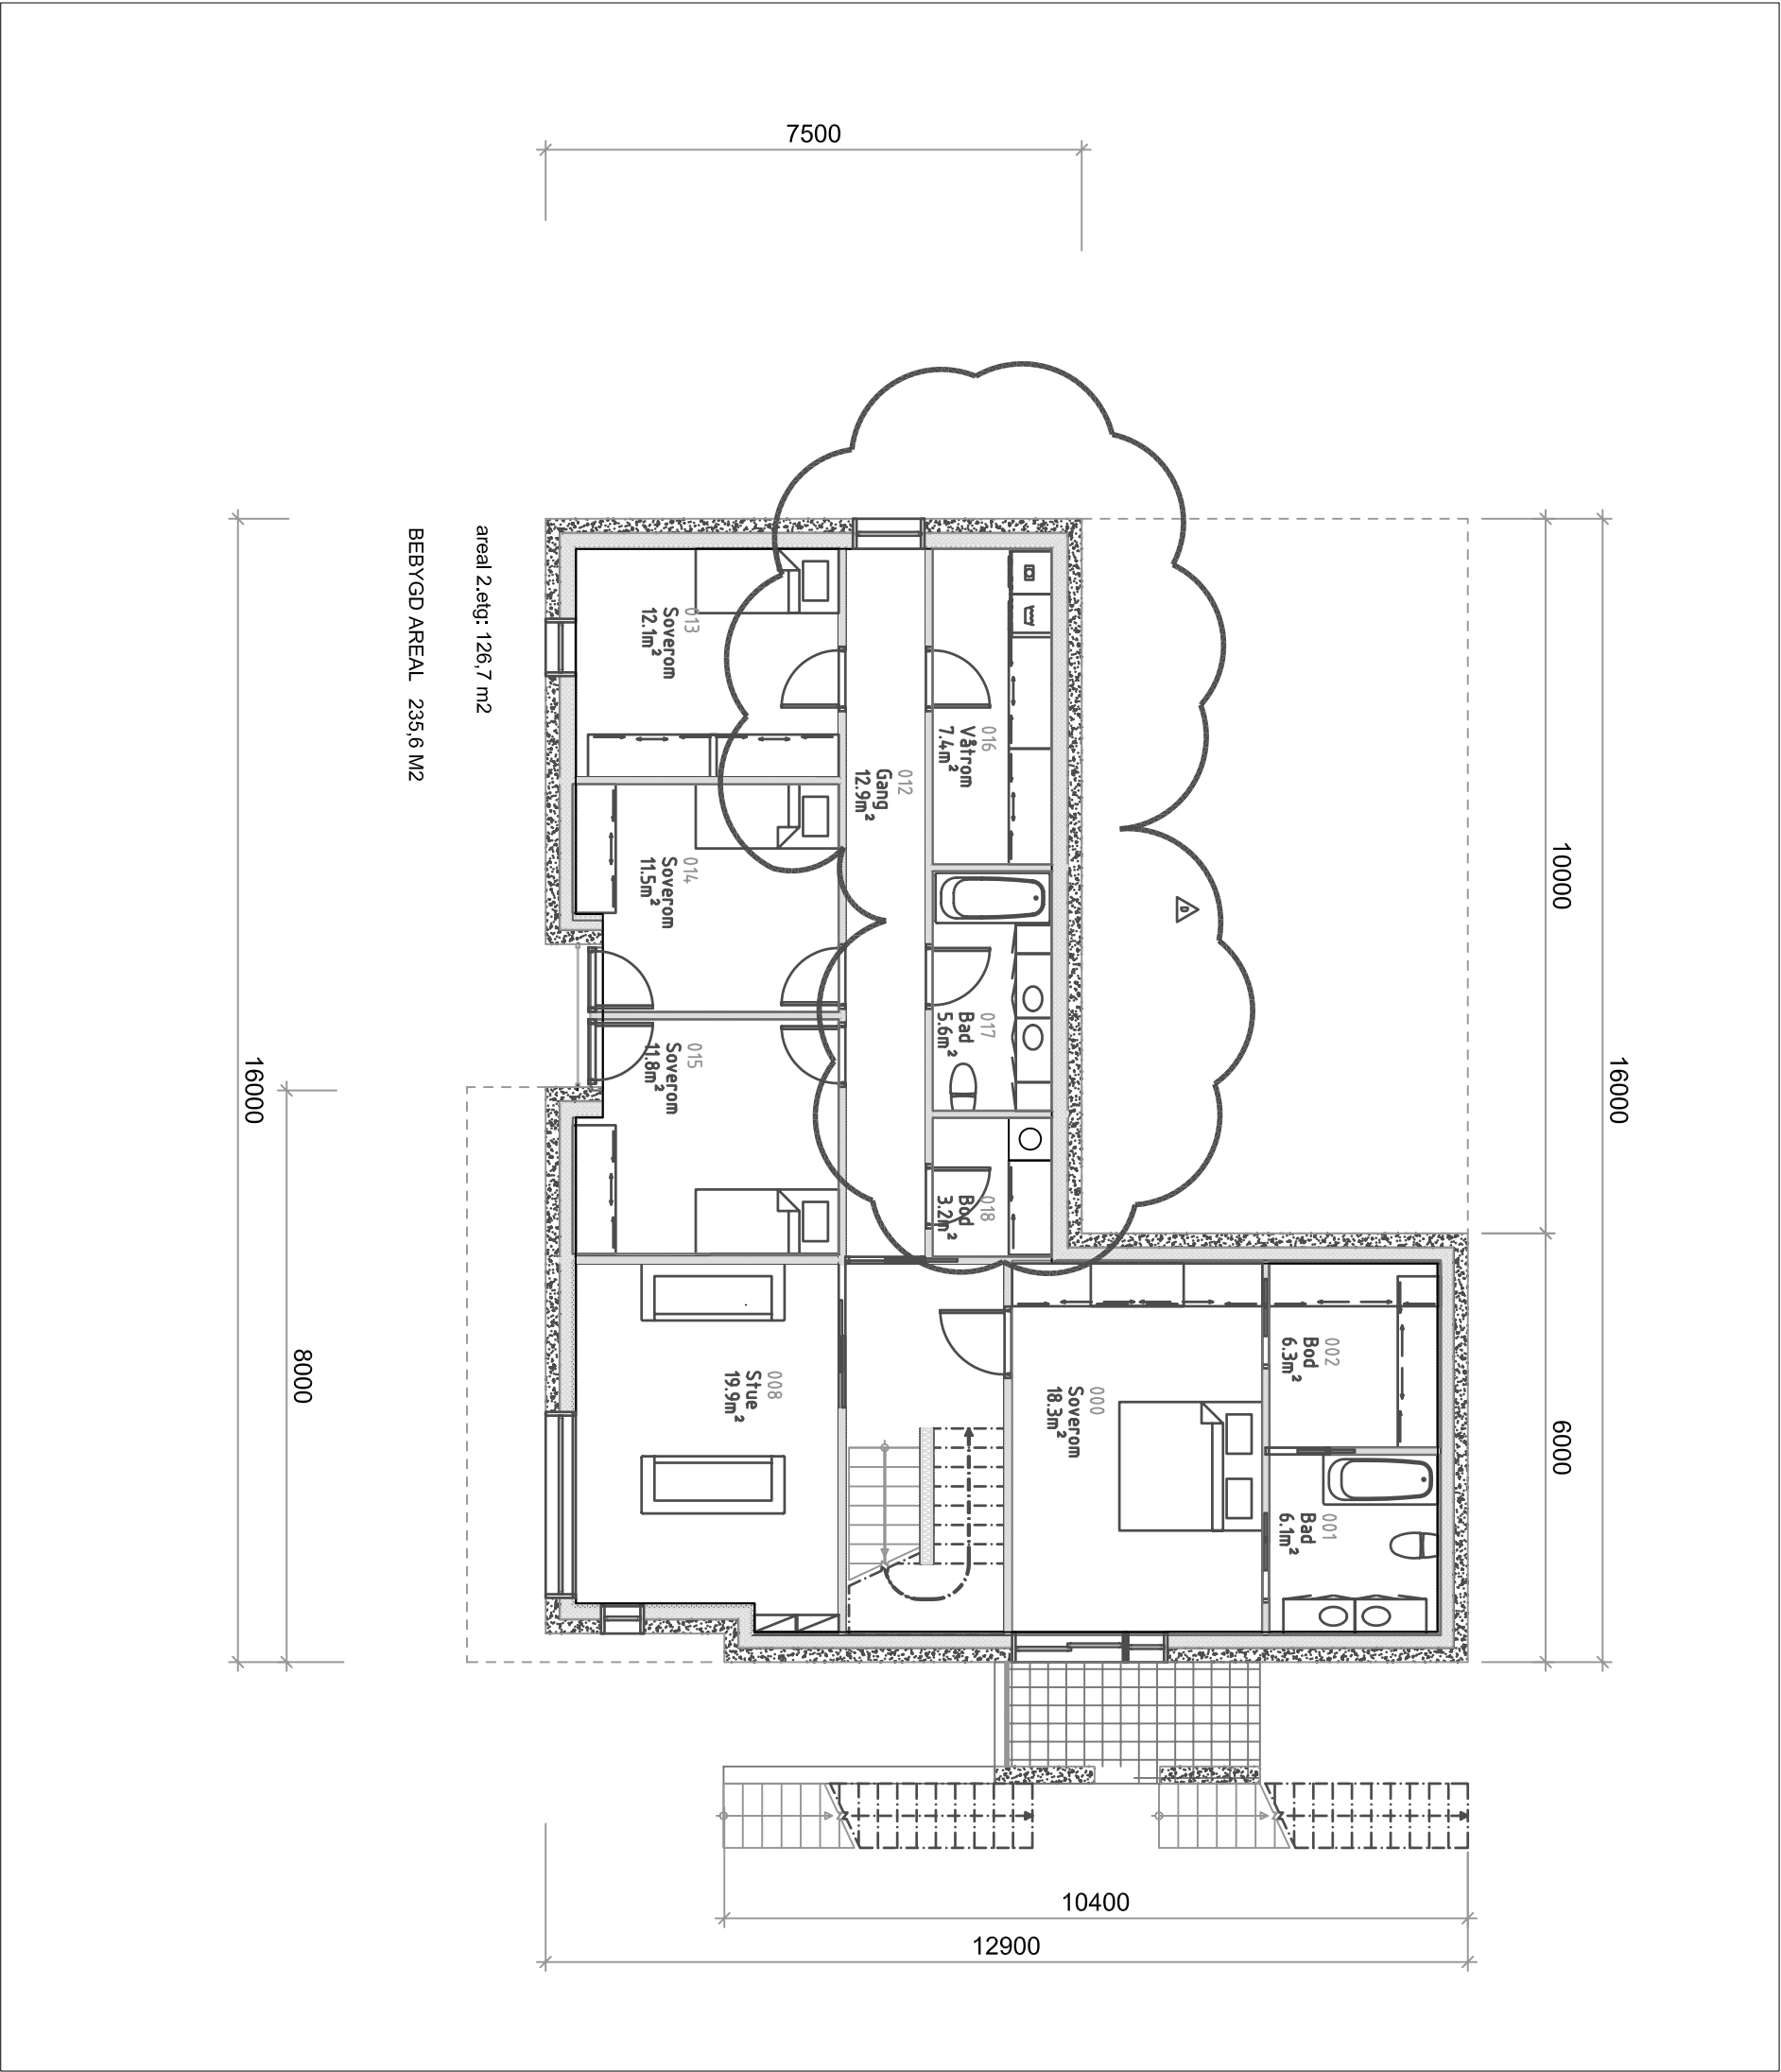 7500
areal 2.etg: 126,7 m2
BEBYGD AREAL 235,6 M2
013
Soverom
12.1m²
016
Våtrom
7.4m²
012
Gang
12.9m²
014
Soverom
11.5m²
D
10000
16000
017
Bad
5.6m²
015
Soverom
11.8m²
16000
8000
018
Bod
3.2m²
002
Bod
6.3m²
008
Stue
19.9m²
000
Soverom
18.3m²
6000
001
Bad
6.1m²
10400
12900